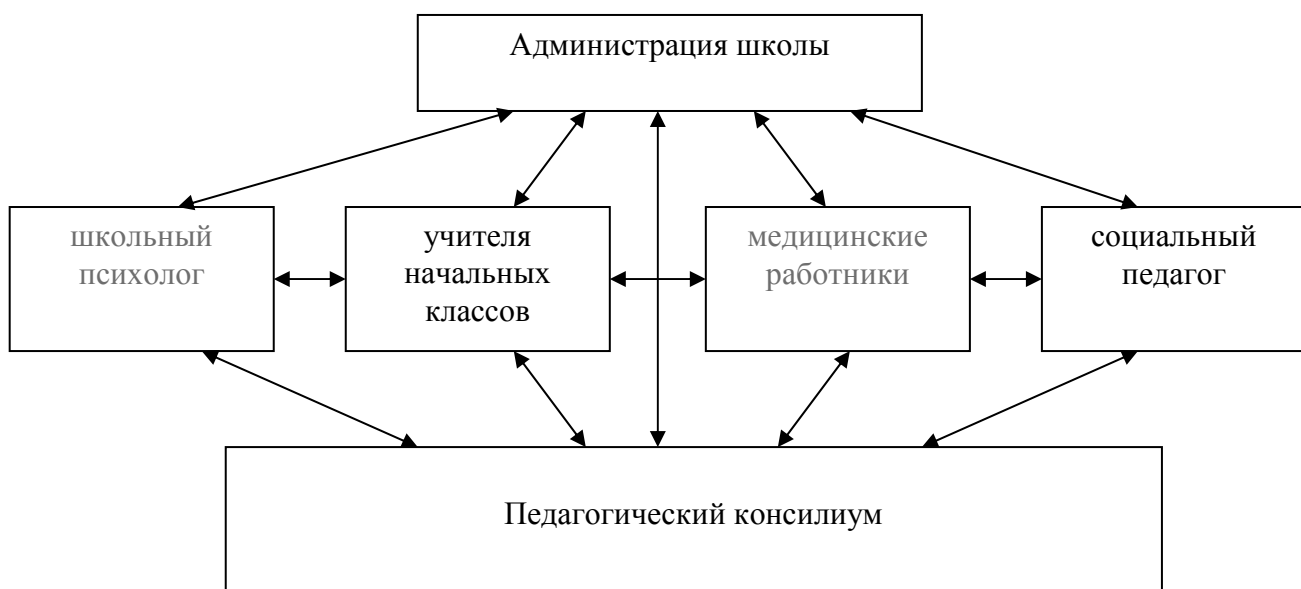 Администрация школы
школьный
психолог
учителя
начальных
классов
медицинские
работники
социальный
педагог
Педагогический консилиум